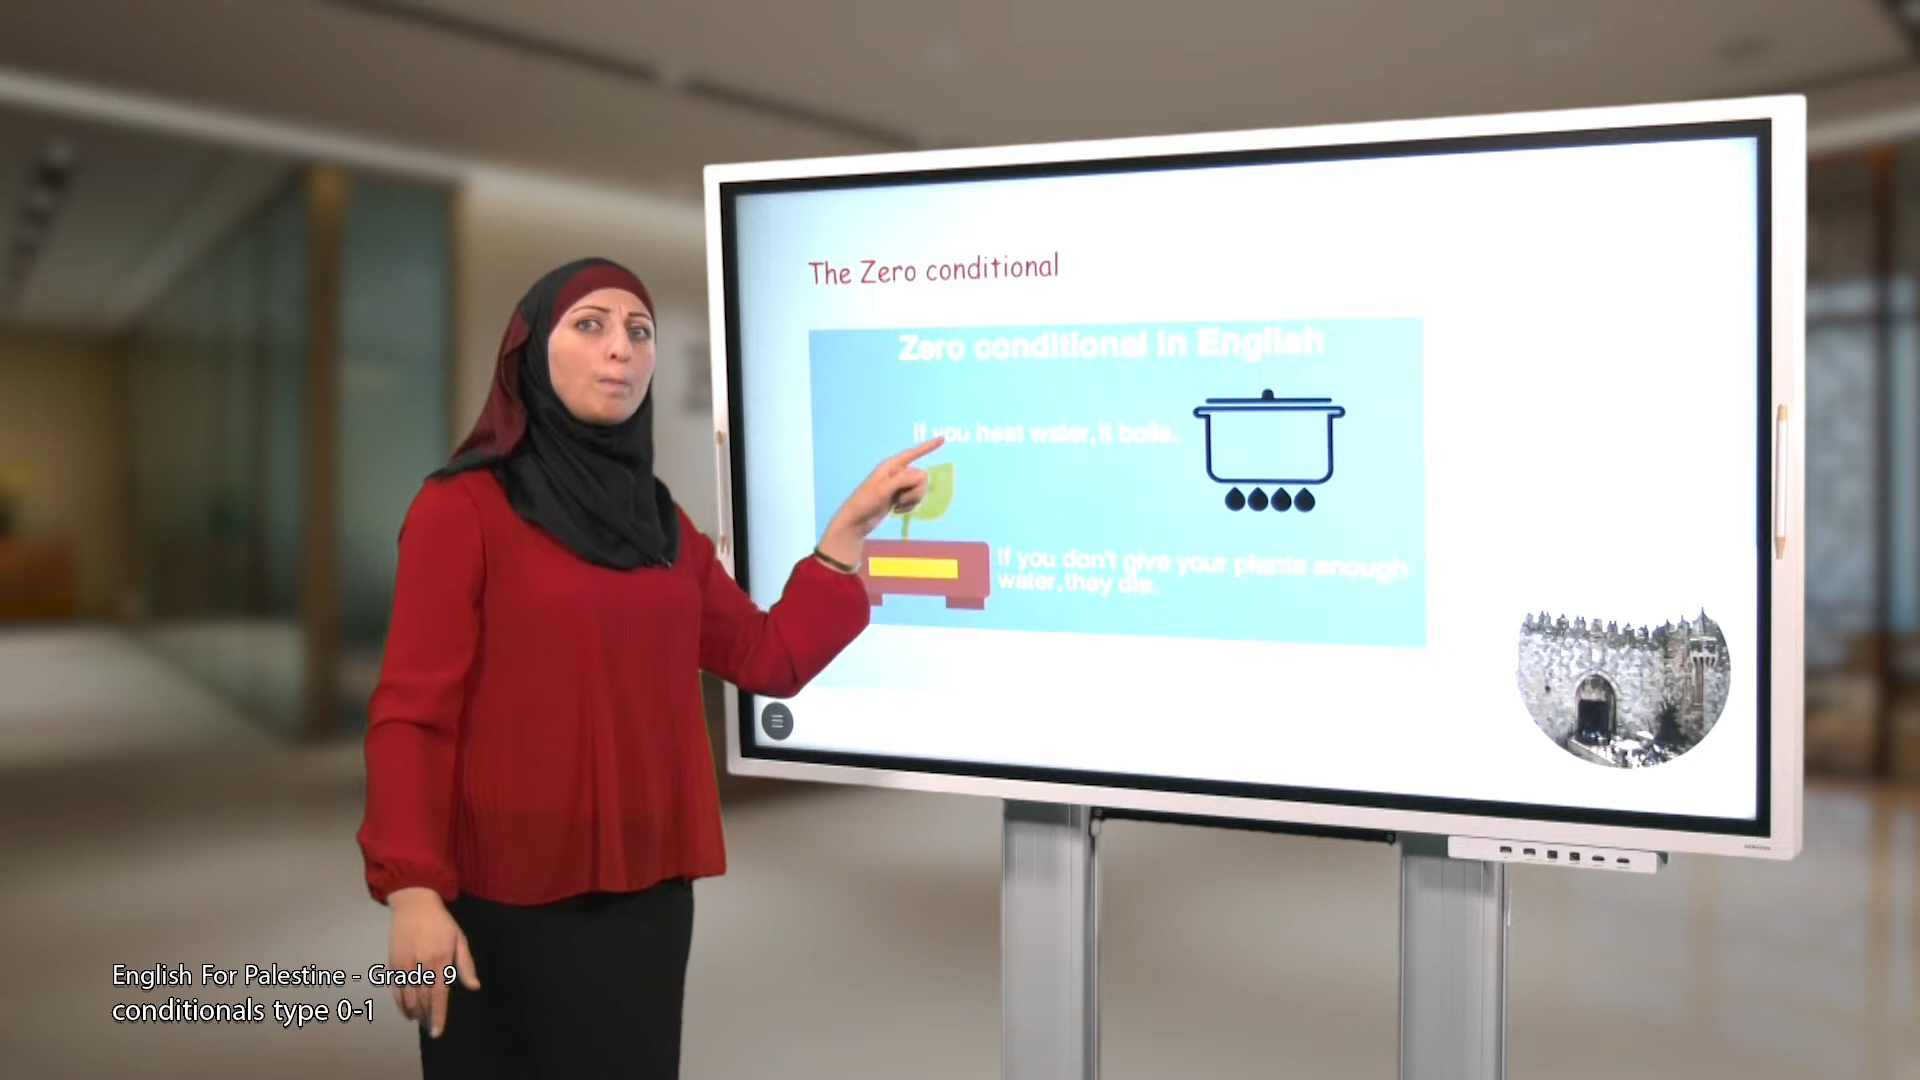 The Zero conditional
Zero conditional in English
If you heat water, it boils.
If you don't give your plants enough
water, they die.
English For Palestine - Grade 9
conditionals type 0-1